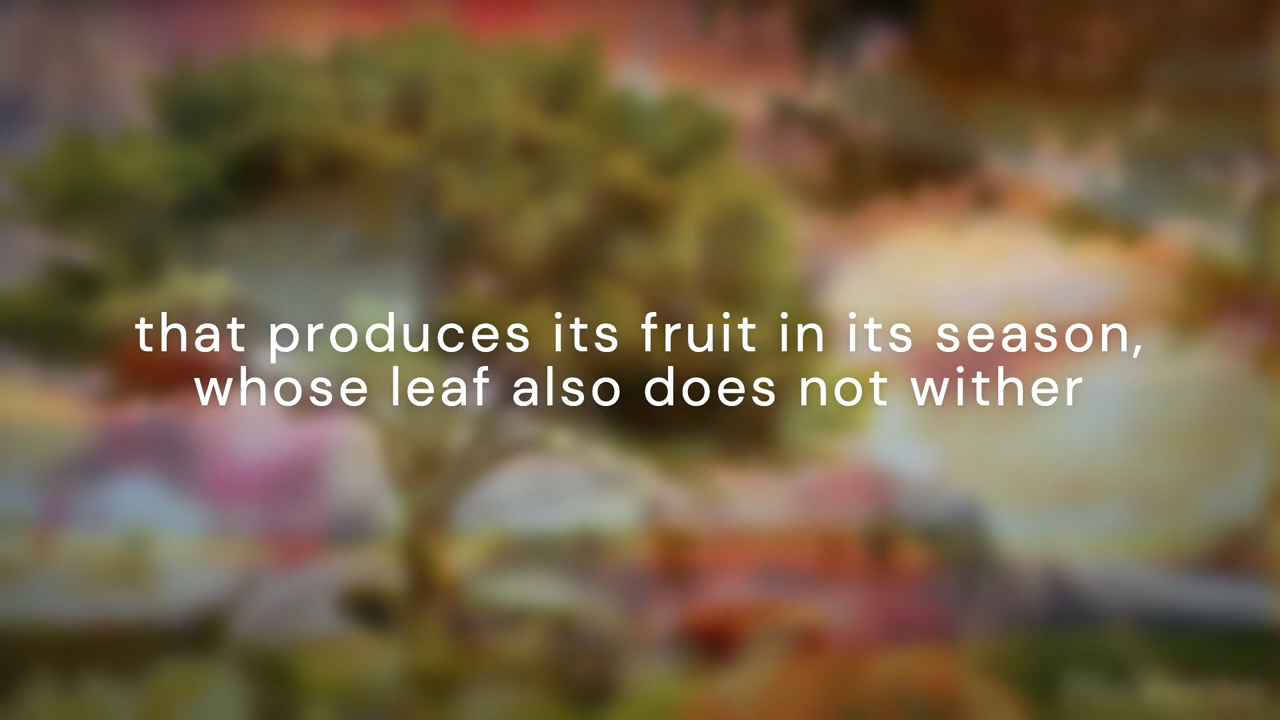 that produces its fruit in its season,
whose leaf also does not wither